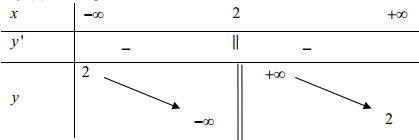 x −∞ 2 +∞
y' − || −
2 +∞
y
−∞ 2